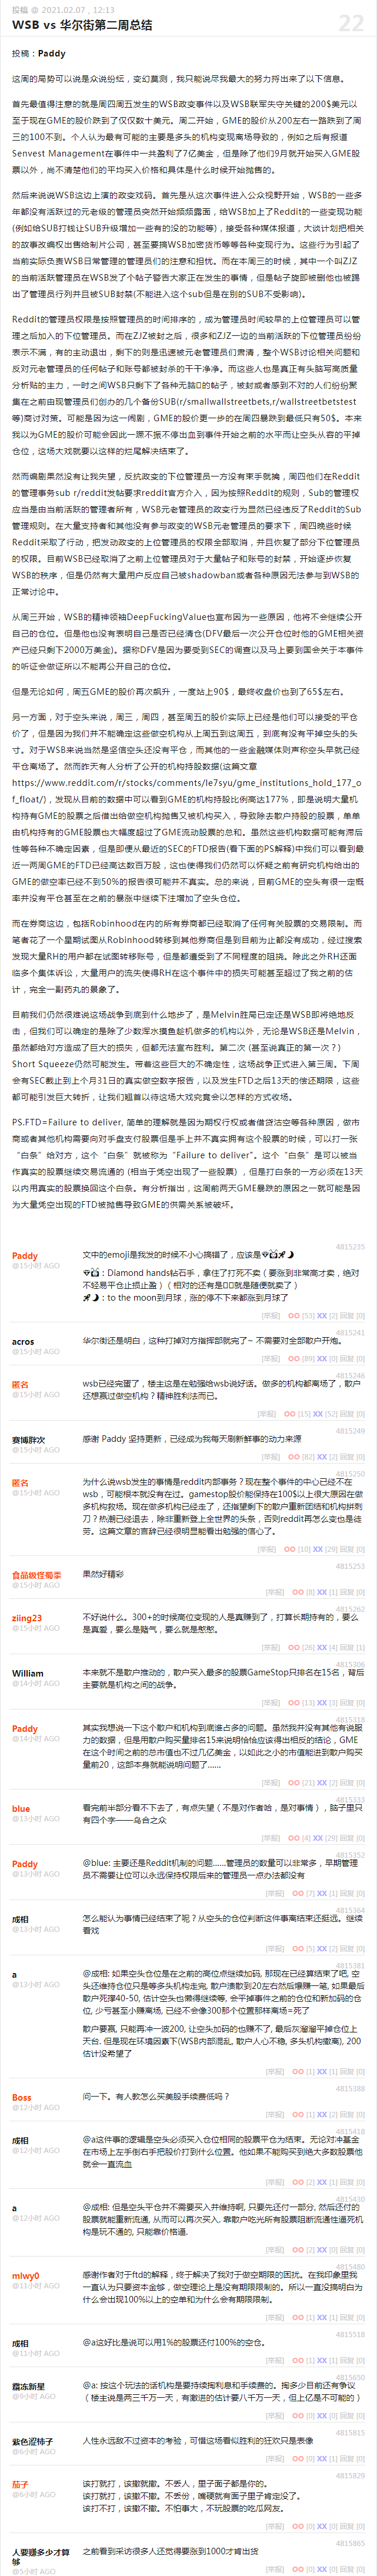 投稿 @ 2021.02.07 , 12:13
WSB vs 华尔街第二周总结
22
投稿：Paddy
这周的局势可以说是众说纷纭，变幻莫测，我只能说尽我最大的努力捋出来了以下信息。
首先最值得注意的就是周四周五发生的WSB政变事件以及WSB联军失守关键的200$美元以
至于现在GME的股价跌到了仅仅数十美元。周二开始，GME的股价从200左右一路跌到了周
三的100不到。个人认为最有可能的主要是多头的机构变现离场导致的，例如之后有报道
Senvest Management在事件中一共盈利了7亿美金，但是除了他们9月就开始买入GME股
票以外，尚不清楚他们的平均买入价格和具体是什么时候开始抛售的。
然后来说说WSB这边上演的政变戏码。首先是从这次事件进入公众视野开始，WSB的一些多
年都没有活跃过的元老级的管理员突然开始频频露面，给WSB加上了Reddit的一些变现功能
(例如给SUB打钱让SUB升级增加一些有的没的功能等)，接受各种媒体报道，大谈计划把相关
的故事改编权出售给制片公司，甚至要搞WSB加密货币等等各种变现行为。这些行为引起了
当前实际负责WSB日常管理的管理员们的注意和担忧。而在本周三的时候，其中一个叫ZJZ
的当前活跃管理员在WSB发了个帖子警告大家正在发生的事情，但是帖子旋即被删他也被踢
出了管理员行列并且被SUB封禁(不能进入这个sub但是在别的SUB不受影响)。
Reddit的管理员权限是按照管理员的时间排序的，成为管理员时间较早的上位管理员可以管
理之后加入的下位管理员。而在ZJZ被封之后，很多和ZJZ一边的当前活跃的下位管理员纷纷
表示不满，有的主动退出，剩下的则是迅速被元老管理员们肃清，整个WSB讨论相关问题和
反对元老管理员的任何帖子和账号都被封杀的干干净净。而这些人也是真正有头脑写高质量
分析贴的主力，一时之间WSB只剩下了各种无脑的帖子，被封或者感到不对的人们纷纷聚
集在之前由现管理员们创办的几个备份SUB(r/smallwallstreetbets,r/wallstreetbetstest
等)商讨对策。可能是因为这一闹剧，GME的股价更一步的在周四暴跌到最低只有50$。本来
我以为GME的股价可能会因此一蹶不振不停出血到事件开始之前的水平而让空头从容的平掉
仓位，这场大戏就要以这样的烂尾解决结束了。
然而编剧果然没有让我失望，反抗政变的下位管理员一方没有束手就擒，周四他们在Reddit
的管理事务sub r/reddit发帖要求reddit官方介入，因为按照Reddit的规则，Sub的管理权
应当是由当前活跃的管理者所有，WSB元老管理员的政变行为显然已经违反了Reddit的Sub
管理规则。在大量支持者和其他没有参与政变的WSB元老管理员的要求下，周四晚些时候
Reddit采取了行动，把发动政变的上位管理员的权限全部取消，并且恢复了部分下位管理员
的权限。目前WSB已经取消了之前上位管理员对于大量帖子和账号的封禁，开始逐步恢复
WSB的秩序，但是仍然有大量用户反应自己被shadowban或者各种原因无法参与到WSB的
正常讨论中。
从周三开始，WSB的精神领袖DeepFuckingValue也宣布因为一些原因，他将不会继续公开
自己的仓位。但是他也没有表明自己是否已经清仓(DFV最后一次公开仓位时他的GME相关资
产已经只剩下2000万美金)。据称DFV是因为要受到SEC的调查以及马上要到国会关于本事件
的听证会做证所以不能再公开自己的仓位。
但是无论如何，周五GME的股价再次飙升，一度站上90$，最终收盘价也到了65$左右。
另一方面，对于空头来说，周三，周四，甚至周五的股价实际上已经是他们可以接受的平仓
价了，但是因为我们并不能确定这些做空机构从上周五到这周五，到底有没有平掉空头的头
寸。对于WSB来说当然是坚信空头还没有平仓，而其他的一些金融媒体则声称空头早就已经
平仓离场了。然而昨天有人分析了公开的机构持股数据(这篇文章
https://www.reddit.com/r/stocks/comments/le7syu/gme_institutions_hold_177_o
f_float/)，发现从目前的数据中可以看到GME的机构持股比例高达177%，即是说明大量机
构持有GME的股票之后借出给做空机构抛售又被机构买入，导致除去散户持股的股票，单单
由机构持有的GME股票也大幅度超过了GME流动股票的总和。虽然这些机构数据可能有滞后
性等各种不确定因素，但是即便从最近的SEC的FTD报告(看下面的PS解释)中我们可以看到最
近一两周GME的FTD已经高达数百万股，这也使得我们仍然可以怀疑之前有研究机构给出的
GME的做空率已经不到50%的报告很可能并不真实。总的来说，目前GME的空头有很一定概
率并没有平仓甚至在之前的暴涨中继续下注增加了空头仓位。
而在券商这边，包括Robinhood在内的所有券商都已经取消了任何有关股票的交易限制。而
笔者花了一个星期试图从Robinhood转移到其他券商但是到目前为止都没有成功，经过搜索
发现大量RH的用户都在试图转移账号，但是都遭受到了不同程度的阻挠。除此之外RH还面
临多个集体诉讼，大量用户的流失使得RH在这个事件中的损失可能甚至超过了我之前的估
计，完全一副药丸的景象了。
目前我们仍然很难说这场战争到底到什么地步了，是Melvin胜局已定还是WSB即将绝地反
击，但我们可以确定的是除了少数浑水摸鱼趁机做多的机构以外，无论是WSB还是Melvin，
虽然都给对方造成了巨大的损失，但都无法宣布胜利。第二次 (甚至说真正的第一次？)
Short Squeeze仍然可能发生。带着这些巨大的不确定性，这场战争正式进入第三周。下周
会有SEC截止到上个月31日的真实做空数字报告，以及发生FTD之后13天的偿还期限，这些
都可能引发巨大转折，让我们翘首以待这场大戏究竟会以怎样的方式收场。
PS.FTD=Failure to deliver, 简单的理解就是因为期权行权或者借贷沽空等各种原因，做市
商或者其他机构需要向对手盘支付股票但是手上并不真实拥有这个股票的时候，可以打一张
“白条”给对方，这个“白条”就被称为“Failure to deliver”。这个“白条”是可以被当
作真实的股票继续交易流通的 (相当于凭空出现了一些股票) ，但是打白条的一方必须在13天
以内用真实的股票换回这个白条。有分析指出，这周前两天GME暴跌的原因之一就可能是因
为大量凭空出现的FTD被抛售导致GME的供需关系被破坏。
4815235
Paddy
@15小时 AGO
文中的emoji是我发的时候不小心搞错了，应该是💎🙌🚀🌙
💎🙌：Diamond hands钻石手，拿住了打死不卖（要涨到非常高才卖，绝对
不轻易平仓止损止盈）（相对的还有是就是随便就卖了）
🚀🌙：to the moon到月球，涨的停不下来都涨到月球了
[举报] OO [53] XX [2] 回复 [0]
4815241
acros
@15小时 AGO
华尔街还是明白，这种打掉对方指挥部就完了~ 不需要对全部散户开炮。
[举报] OO [89] XX [0] 回复 [0]
4815246
匿名
@15小时 AGO
wsb已经完蛋了，楼主这是在勉强给wsb说好话。做多的机构都离场了，散户
还想赢过做空机构？精神胜利法而已。
[举报] OO [15] XX [52] 回复 [0]
4815249
赛博胖次
@15小时 AGO
感谢 Paddy 坚持更新，已经成为我每天刷新鲜事的动力来源
[举报] OO [82] XX [2] 回复 [0]
4815250
匿名
@15小时 AGO
为什么说wsb发生的事情是reddit内部事务？现在整个事件的中心已经不在
wsb，可能根本就没有在过。gamestop股价能保持在100$以上很大原因在做
多机构救场。现在做多机构已经走了，还指望剩下的散户重新团结和机构拼刺
刀？热潮已经退去，除非重新登上全世界的头条，否则reddit再怎么变也是徒
劳。这篇文章的言辞已经很明显能看出勉强的信心了。
[举报] OO [10] XX [29] 回复 [0]
4815253
食品级怪蜀黍
@15小时 AGO
果然好精彩
[举报] OO [8] XX [1] 回复 [0]
4815262
ziing23
@15小时 AGO
不好说什么。300+的时候高位变现的人是真赚到了，打算长期持有的，要么
是真爱，要么是赌气，要么就是憨憨。
[举报] OO [26] XX [4] 回复 [1]
4815306
William
@14小时 AGO
本来就不是散户推动的，散户买入最多的股票GameStop只排名在15名，背后
主要就是机构之间的战争。
[举报] OO [13] XX [3] 回复 [0]
4815318
Paddy
@14小时 AGO
其实我想说一下这个散户和机构到底谁占多的问题。虽然我并没有其他有说服
力的数据，但是用散户购买量排名15来说明恰恰应该得出相反的结论，GME
在这个时间之前的总市值也不过几亿美金，以如此之小的市值能进到散户购买
量前20，这部本身就能说明问题了……
[举报] OO [21] XX [2] 回复 [0]
4815333
blue
@13小时 AGO
看完前半部分看不下去了，有点失望（不是对作者哈，是对事情），脑子里只
有四个字——乌合之众
[举报] OO [4] XX [29] 回复 [0]
4815352
Paddy
@13小时 AGO
@blue: 主要还是Reddit机制的问题……管理员的数量可以非常多，早期管理
员不需要让位可以永远保持权限后来的管理员一点办法都没有
[举报] OO [7] XX [1] 回复 [0]
4815364
成相
@13小时 AGO
怎么能认为事情已经结束了呢？从空头的仓位判断这件事离结束还挺远。继续
看戏
[举报] OO [5] XX [2] 回复 [0]
4815381
a
@13小时 AGO
@成相: 如果空头仓位是在之前的高位点继续加码, 那现在已经算结束了吧, 空
头还维持仓位只是等多头机构走完, 散户溃散到20左右然后爆赚一笔, 如果最后
散户死撑40-50, 估计空头也懒得继续等, 会平掉事件之前的仓位和新加码的仓
位, 少亏甚至小赚离场, 已经不会像300那个位置那样离场=死了
散户要赢, 只能再冲一波200, 让空头加码的也赚不了, 最后灰溜溜平掉仓位上
天台. 但是现在环境因素下(WSB内部混乱, 散户人心不稳, 多头机构撤离), 200
估计没希望了
[举报] OO [1] XX [1] 回复 [0]
4815388
Boss
@12小时 AGO
问一下。有人教怎么买美股手续费低吗？
[举报] OO [1] XX [2] 回复 [0]
4815418
成相
@12小时 AGO
@a这件事的逻辑是空头必须买入仓位相同的股票平仓为结束。无论对冲基金
在市场上左手倒右手把股价打到什么位置。他如果不能购买到绝大多数股票他
就会一直流血
[举报] OO [2] XX [1] 回复 [0]
4815430
a
@12小时 AGO
@成相: 但是空头平仓并不需要买入并维持啊, 只要先还付一部分, 然后还付的
股票就能重新流通, 从而可以再次买入. 靠散户吃光所有股票阻断流通性逼死机
构是玩不通的, 只能靠价格逼.
[举报] OO [2] XX [0] 回复 [0]
4815480
mlwy0
@11小时 AGO
感谢作者对于ftd的解释，终于解决了我对于做空期限的困扰。在我印象里我
一直认为只要资本金够，做空理论上是没有期限限制的。所以一直没搞明白为
什么会出现100%以上的空单和为什么会有期限限制。
[举报] OO [1] XX [1] 回复 [0]
4815518
成相
@11小时 AGO
@a这好比是说可以用1%的股票还付100%的空仓。
[举报] OO [1] XX [1] 回复 [0]
4815650
霜冻新星
@9小时 AGO
@a: 按这个玩法的话机构是要持续掏利息和手续费的。掏多少目前还有争议
（楼主说是两三千万一天，有激进的估计要八千万一天，但上亿是不可能的）
[举报] OO [0] XX [0] 回复 [0]
4815815
紫色涩柿子
@6小时 AGO
人性永远敌不过资本的考验，可惜这场看似胜利的狂欢只是表像
[举报] OO [0] XX [1] 回复 [0]
4815829
茄子
@6小时 AGO
该打就打，该撤就撤。不丢人，里子面子都是你的。
该打就打，该撤不撤。不丢份，嘴硬就有面子里子肯定没了。
该打不打，该撤不撤。不怕事大，不玩股票的吃瓜网友。
[举报] OO [0] XX [0] 回复 [0]
4815865
人要赚多少才算
够
@5小时 AGO
之前看到采访很多人还觉得要涨到1000才肯出货
[举报] OO [0] XX [0] 回复 [0]